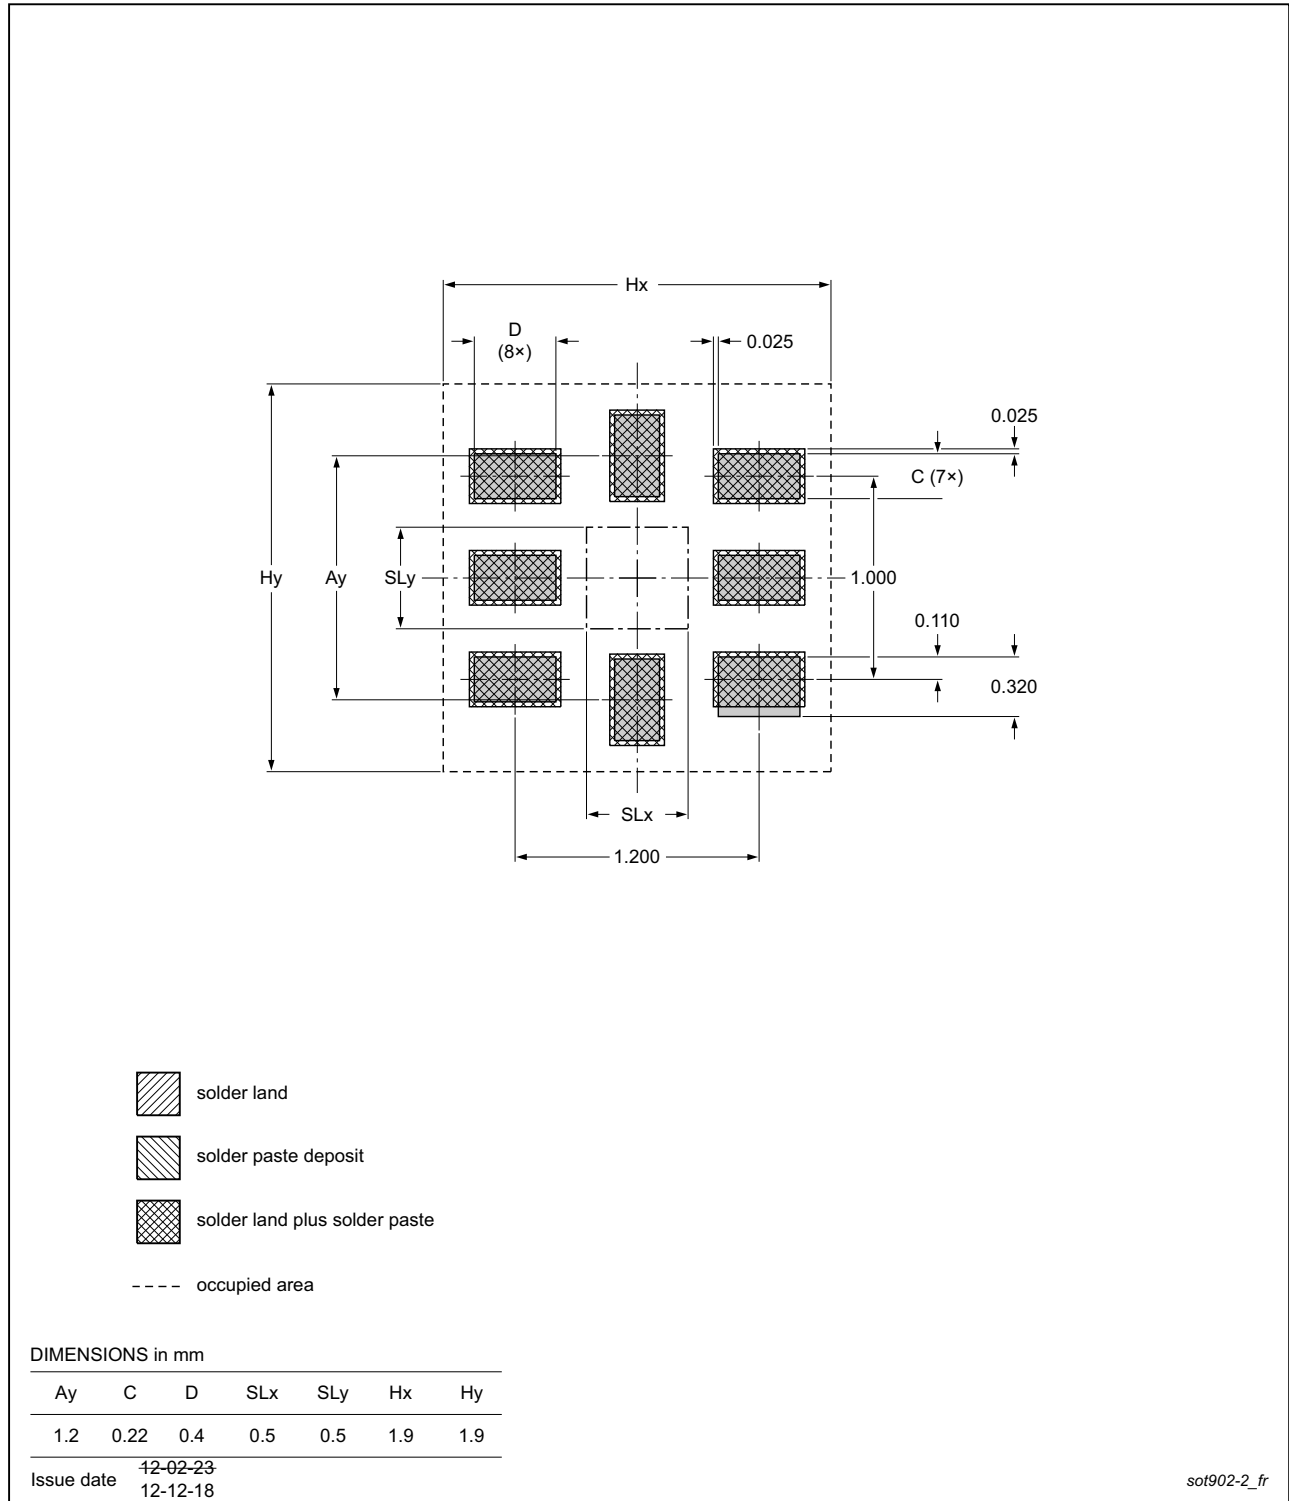 Hx
D
(8×)
0.025
0.025
C (7×)
Hy
Ay
SLy
1.000
0.110
0.320
SLx
1.200
solder land
solder paste deposit
solder land plus solder paste
occupied area
DIMENSIONS in mm
Ay C D SLx SLy Hx Hy
1.2 0.22 0.4 0.5 0.5 1.9 1.9
Issue date 12-02-23
12-12-18
sot902-2_fr